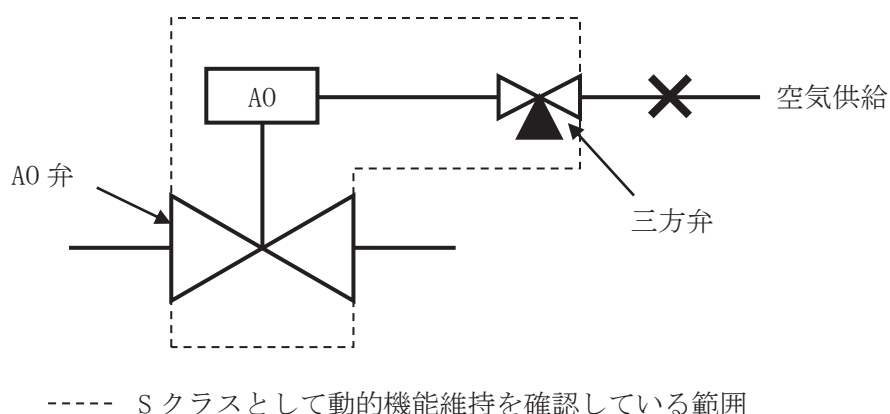 AO
空気供給
AO 弁
三方弁
----- S クラスとして動的機能維持を確認している範囲